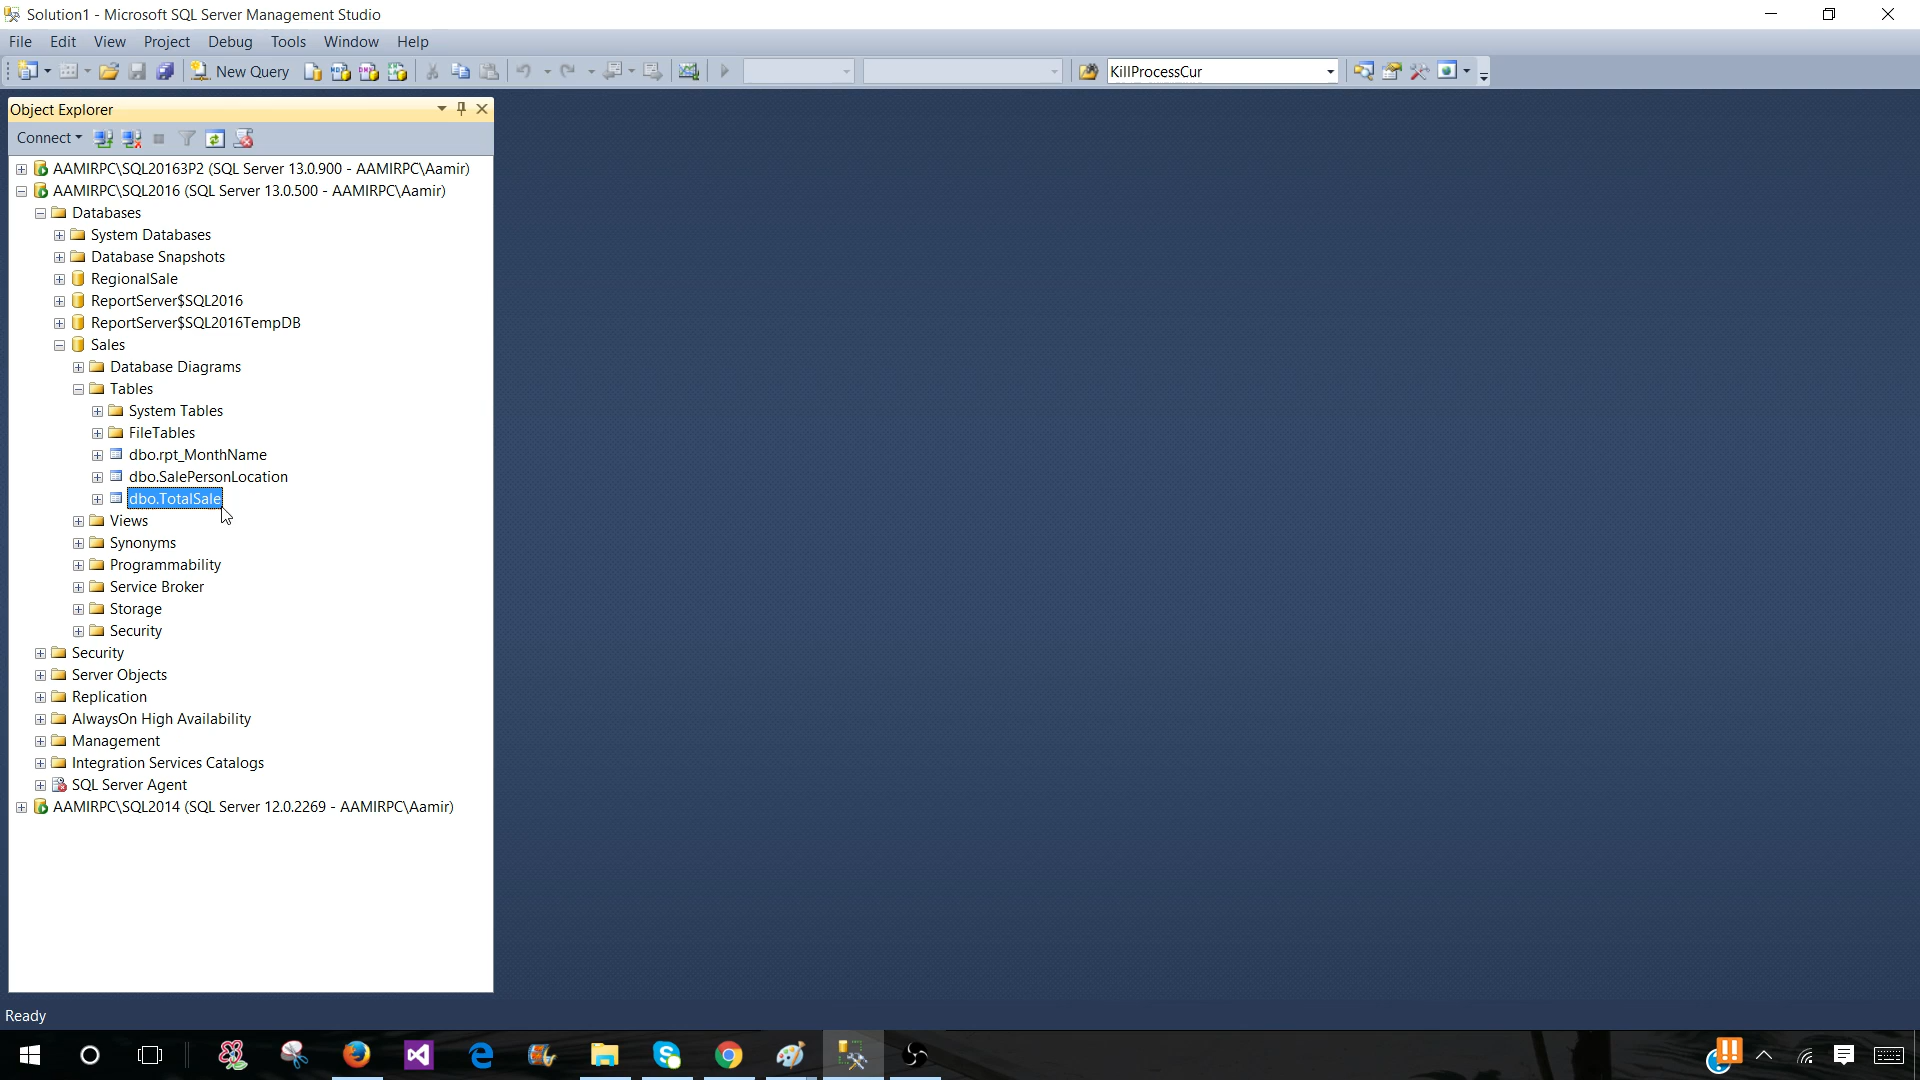 Solution1 - Microsoft SQL Server Management Studio
File Edit View Project Debug Tools Window Help
New Query KillProcessCur
Object Explorer
Connect
AAMIRPC\SQL20163P2 (SQL Server 13.0.900 - AAMIRPC\Aamir)
AAMIRPC\SQL2016 (SQL Server 13.0.500 - AAMIRPC\Aamir)
Databases
System Databases
Database Snapshots
RegionalSale
ReportServer$SQL2016
ReportServer$SQL2016TempDB
Sales
Database Diagrams
Tables
System Tables
FileTables
dbo.rpt_MonthName
dbo.SalePersonLocation
dbo.TotalSale
Views
Synonyms
Programmability
Service Broker
Storage
Security
Security
Server Objects
Replication
AlwaysOn High Availability
Management
Integration Services Catalogs
SQL Server Agent
AAMIRPC\SQL2014 (SQL Server 12.0.2269 - AAMIRPC\Aamir)
Ready